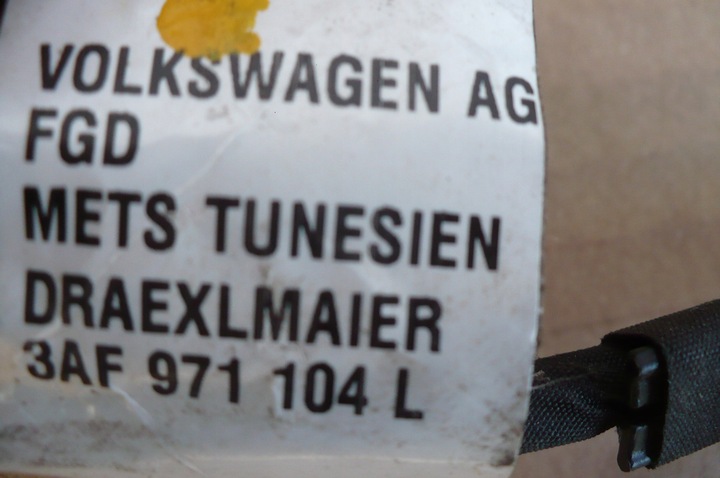 VOLKSWAGEN AG
FGD
METS TUNESIEN
DRAEXLMAIER
3AF 971 104 L